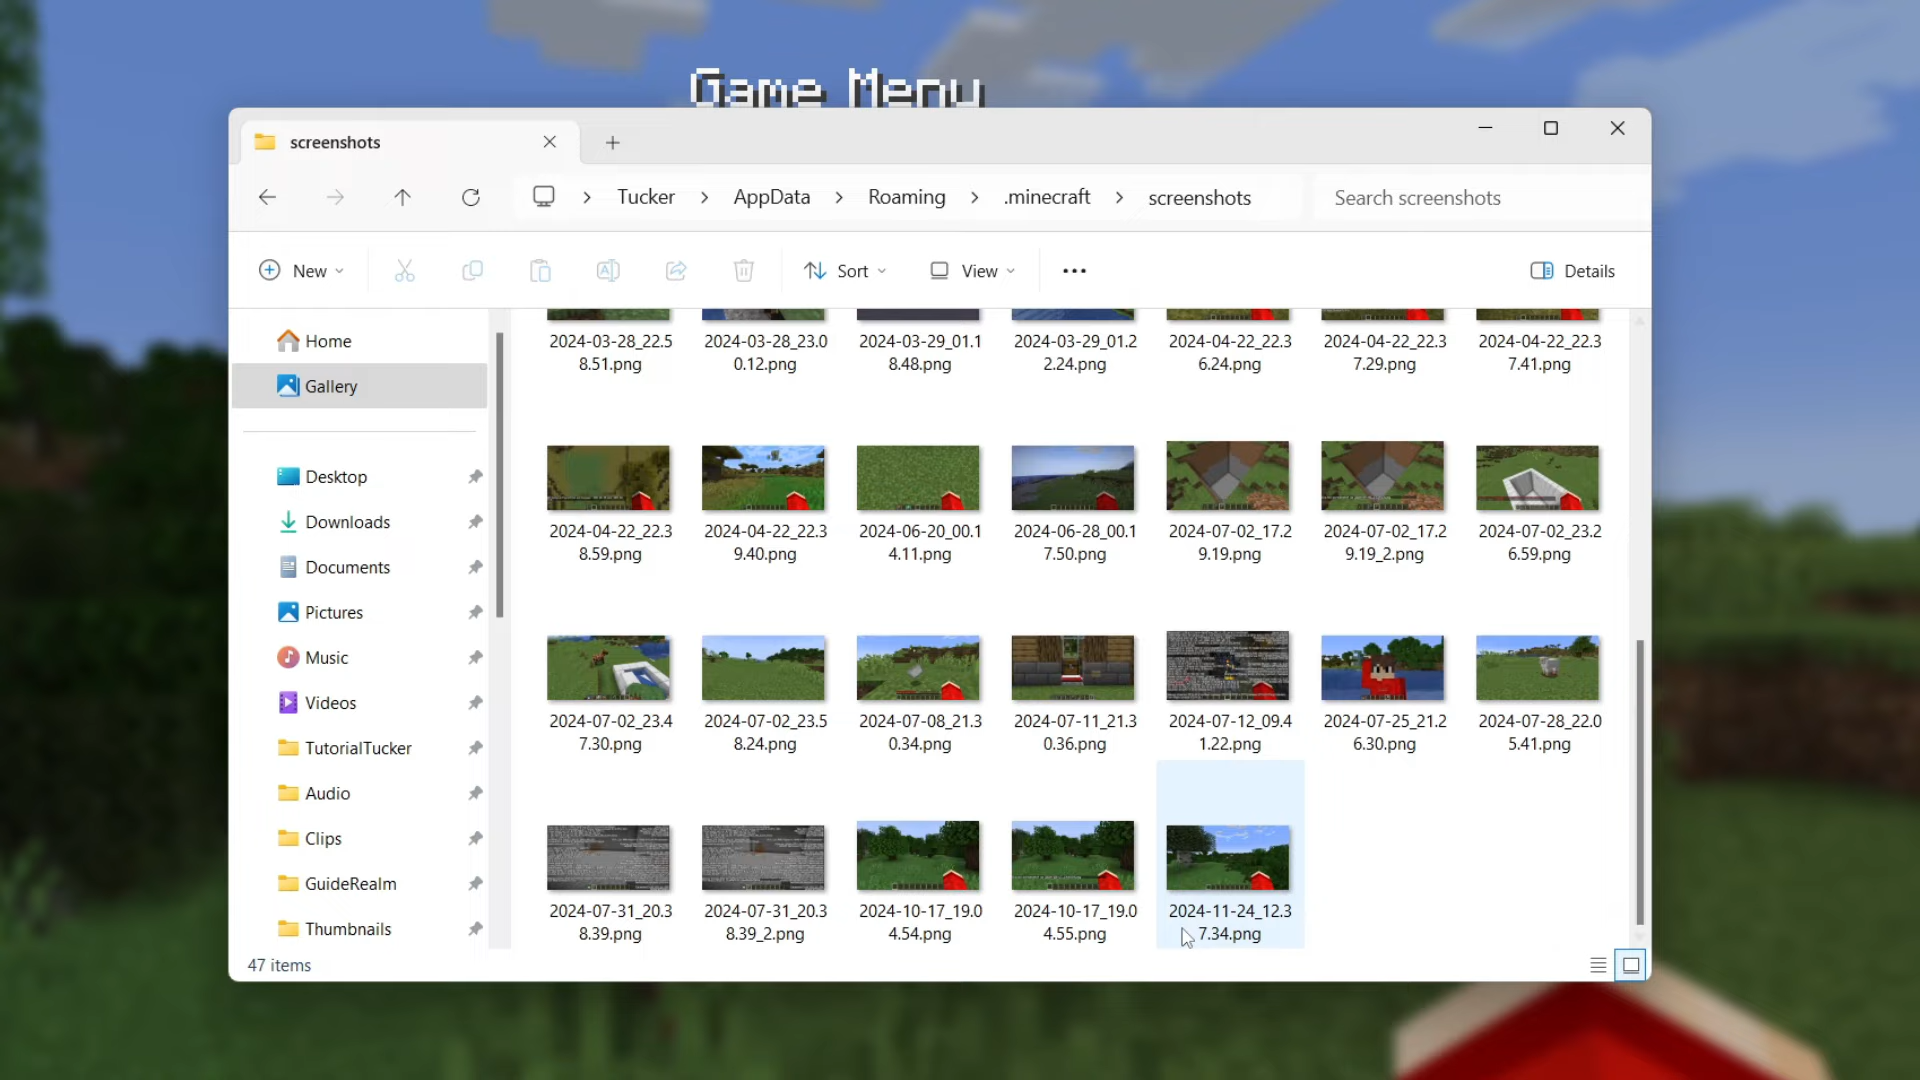 Game Menu
screenshots
Tucker > AppData > Roaming > .minecraft > screenshots
Search screenshots
New
Sort
View
Details
Home
Gallery
Desktop
Downloads
Documents
Pictures
Music
Videos
TutorialTucker
Audio
Clips
GuideRealm
Thumbnails
2024-03-28_22.5
8.51.png
2024-03-28_23.0
0.12.png
2024-03-29_01.1
8.48.png
2024-03-29_01.2
2.24.png
2024-04-22_22.3
6.24.png
2024-04-22_22.3
7.29.png
2024-04-22_22.3
7.41.png
2024-04-22_22.3
8.59.png
2024-04-22_22.3
9.40.png
2024-06-20_00.1
4.11.png
2024-06-28_00.1
7.50.png
2024-07-02_17.2
9.19.png
2024-07-02_17.2
9.19_2.png
2024-07-02_23.2
6.59.png
2024-07-02_23.4
7.30.png
2024-07-02_23.5
8.24.png
2024-07-08_21.3
0.34.png
2024-07-11_21.3
0.36.png
2024-07-12_09.4
1.22.png
2024-07-25_21.2
6.30.png
2024-07-28_22.0
5.41.png
2024-07-31_20.3
8.39.png
2024-07-31_20.3
8.39_2.png
2024-10-17_19.0
4.54.png
2024-10-17_19.0
4.55.png
2024-11-24_12.3
7.34.png
47 items